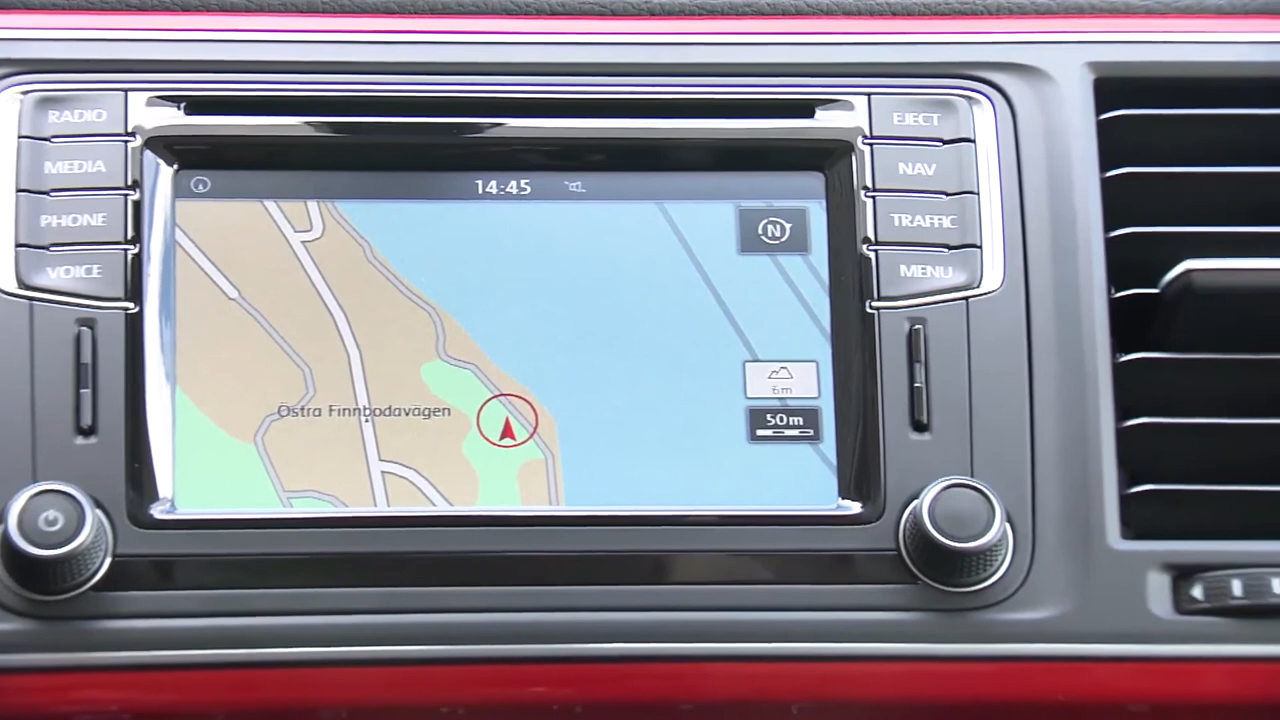 RADIO
MEDIA
PHONE
VOICE
14:45
N
6m
50m
Östra Finnbodavägen
EJECT
NAV
TRAFFIC
MENU